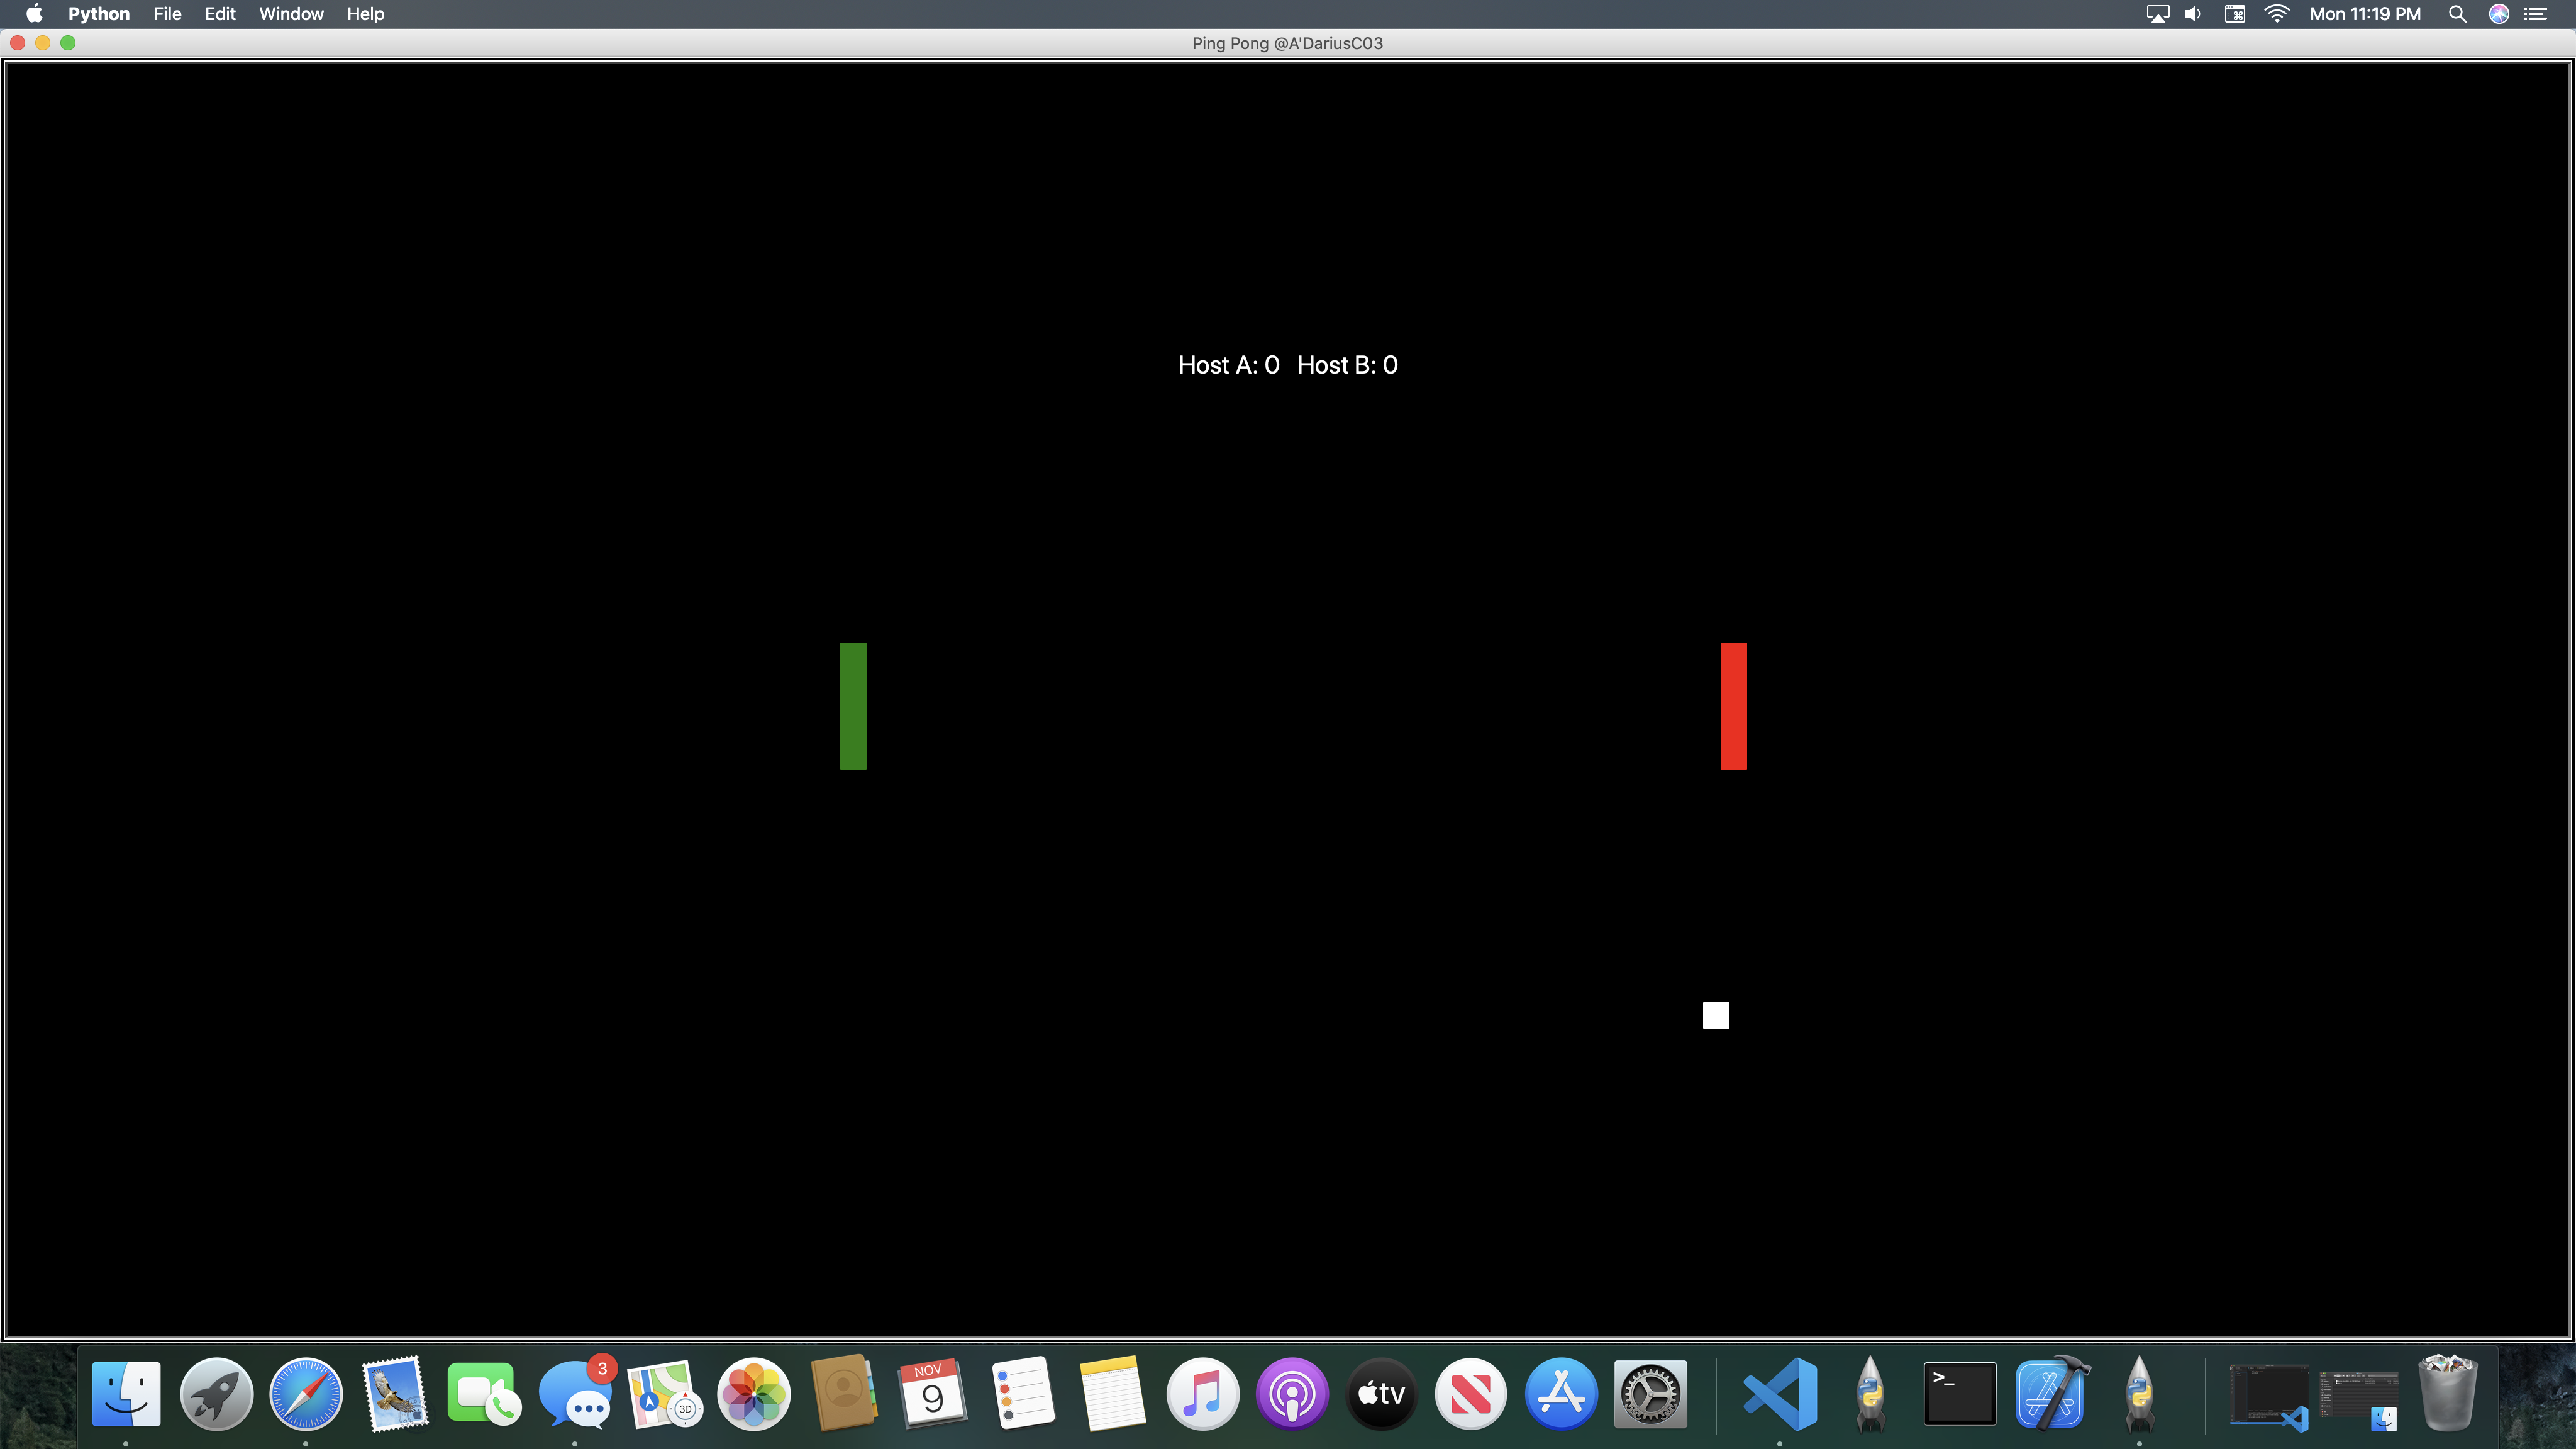 Python File Edit Window Help Mon 11:19 PM
Ping Pong @A'DariusC03
Host A: 0 Host B: 0
3
3D
NOV
9
tv
>_